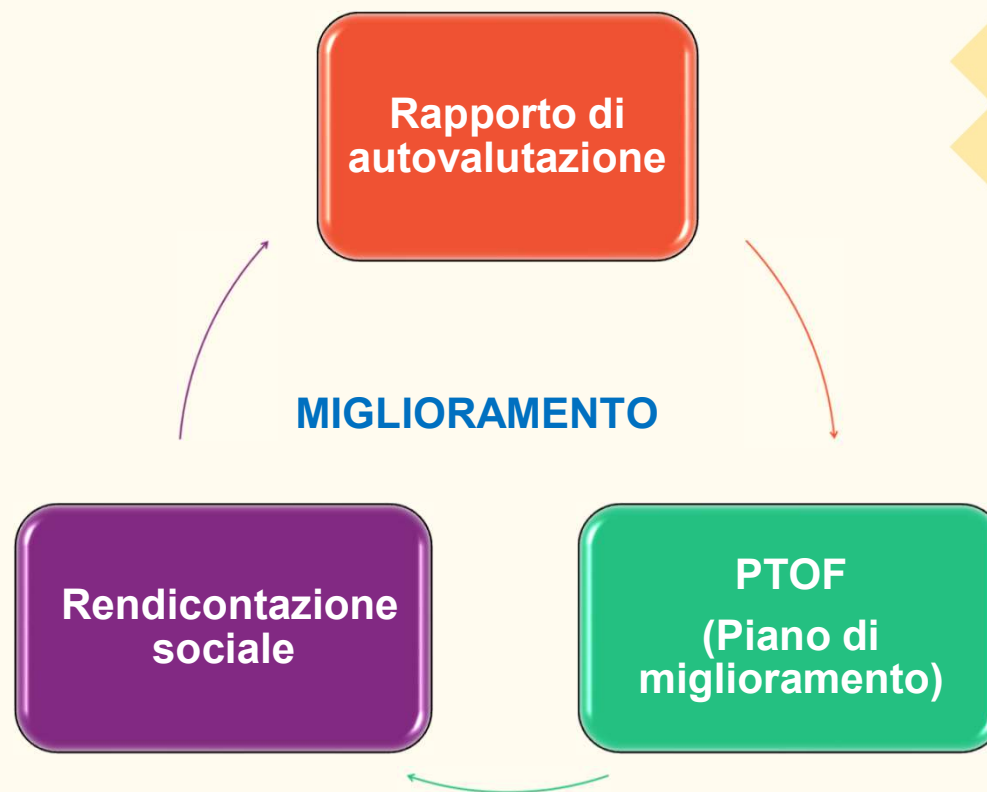 Rapporto di
autovalutazione
MIGLIORAMENTO
Rendicontazione
sociale
PTOF
(Piano di
miglioramento)